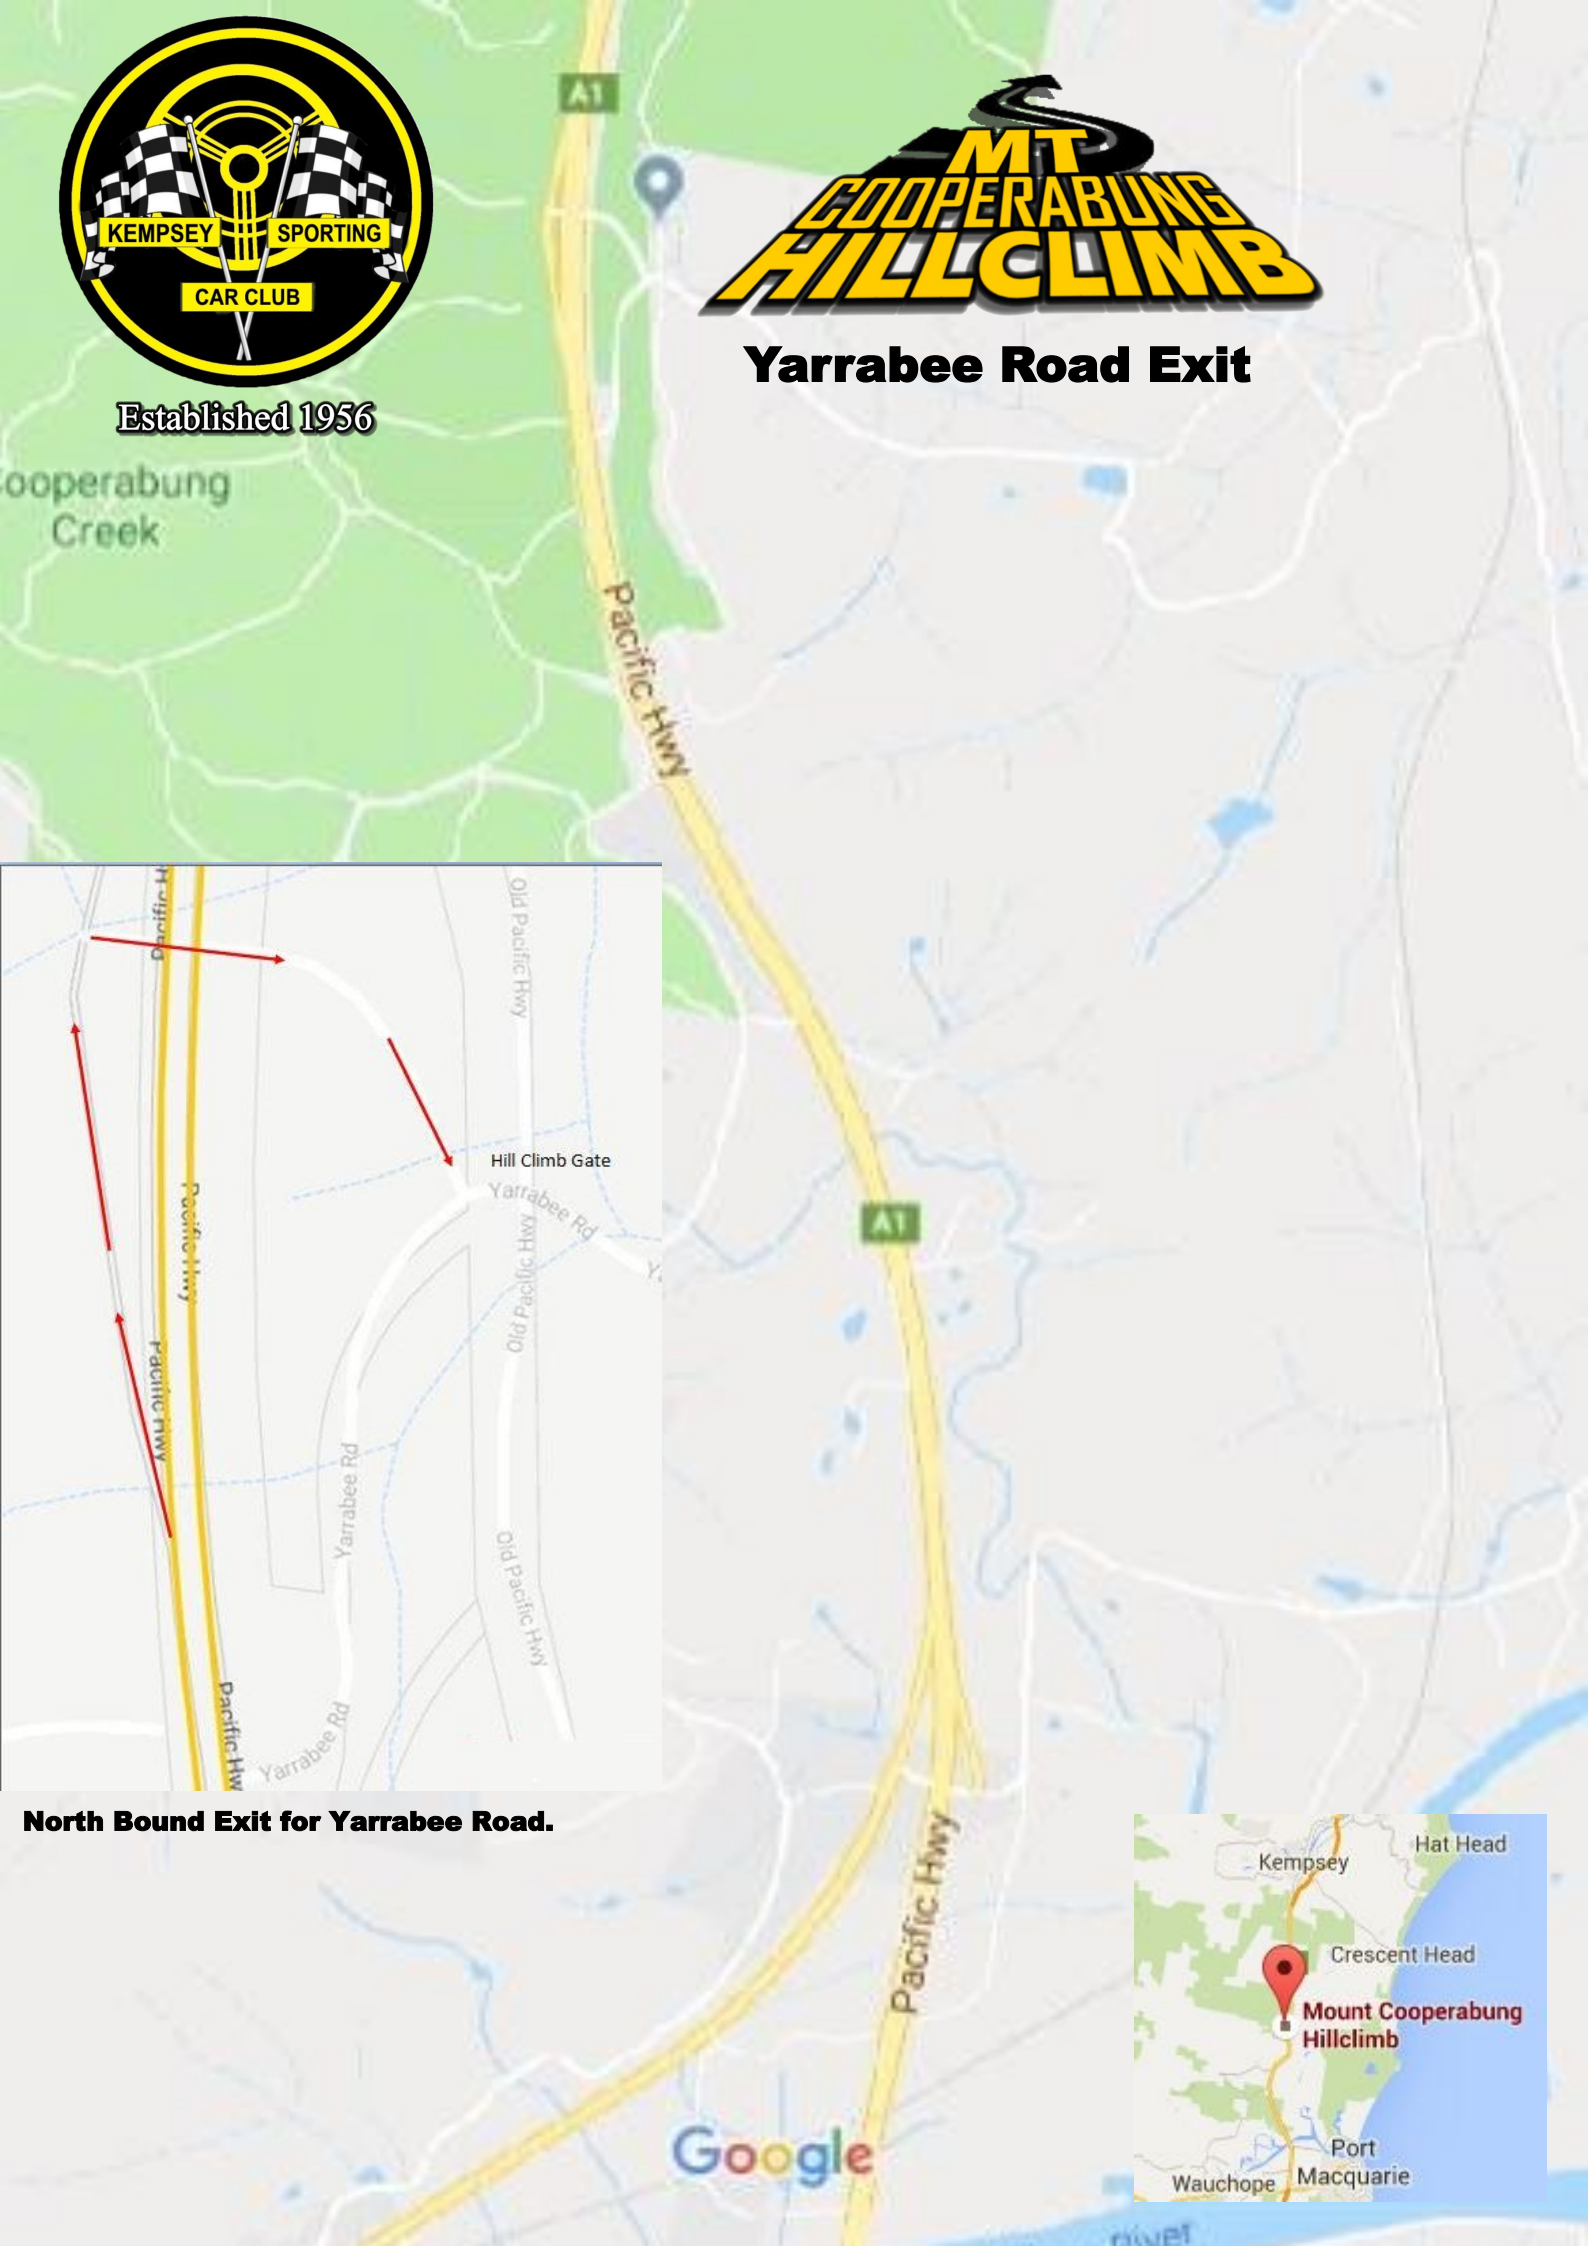 A1
MT
COOPERABUNG
HILLCLIMB
KEMPSEY SPORTING
CAR CLUB
Established 1956
Yarrabee Road Exit
ooperabung
Creek
Pacific Hwy
Pacific H
Old Pacific Hwy
Hill Climb Gate
Yarrabee Rd
Pacific Hwy
Old Pacific Hwy
A1
Pacific Hwy
Yarrabee Rd
Old Pacific Hwy
Pacific Hw
Yarrabee Rd
North Bound Exit for Yarrabee Road.
Pacific Hwy
Kempsey
Hat Head
Crescent Head
Mount Cooperabung
Hillclimb
Port
Macquarie
Wauchope
Google